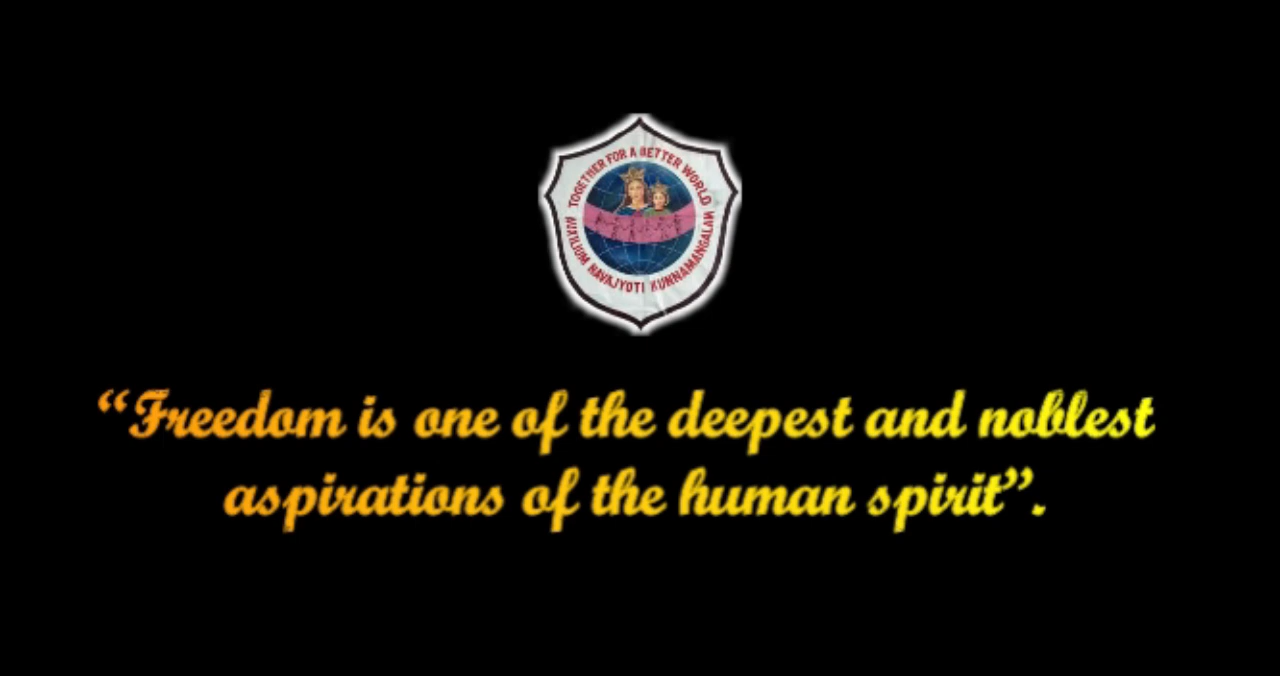 TOGETHER FOR A BETTER WORLD
AUXILIUM NAVAJYOTI KUNNAMANGALAM
“Freedom is one of the deepest and noblest
aspirations of the human spirit”.